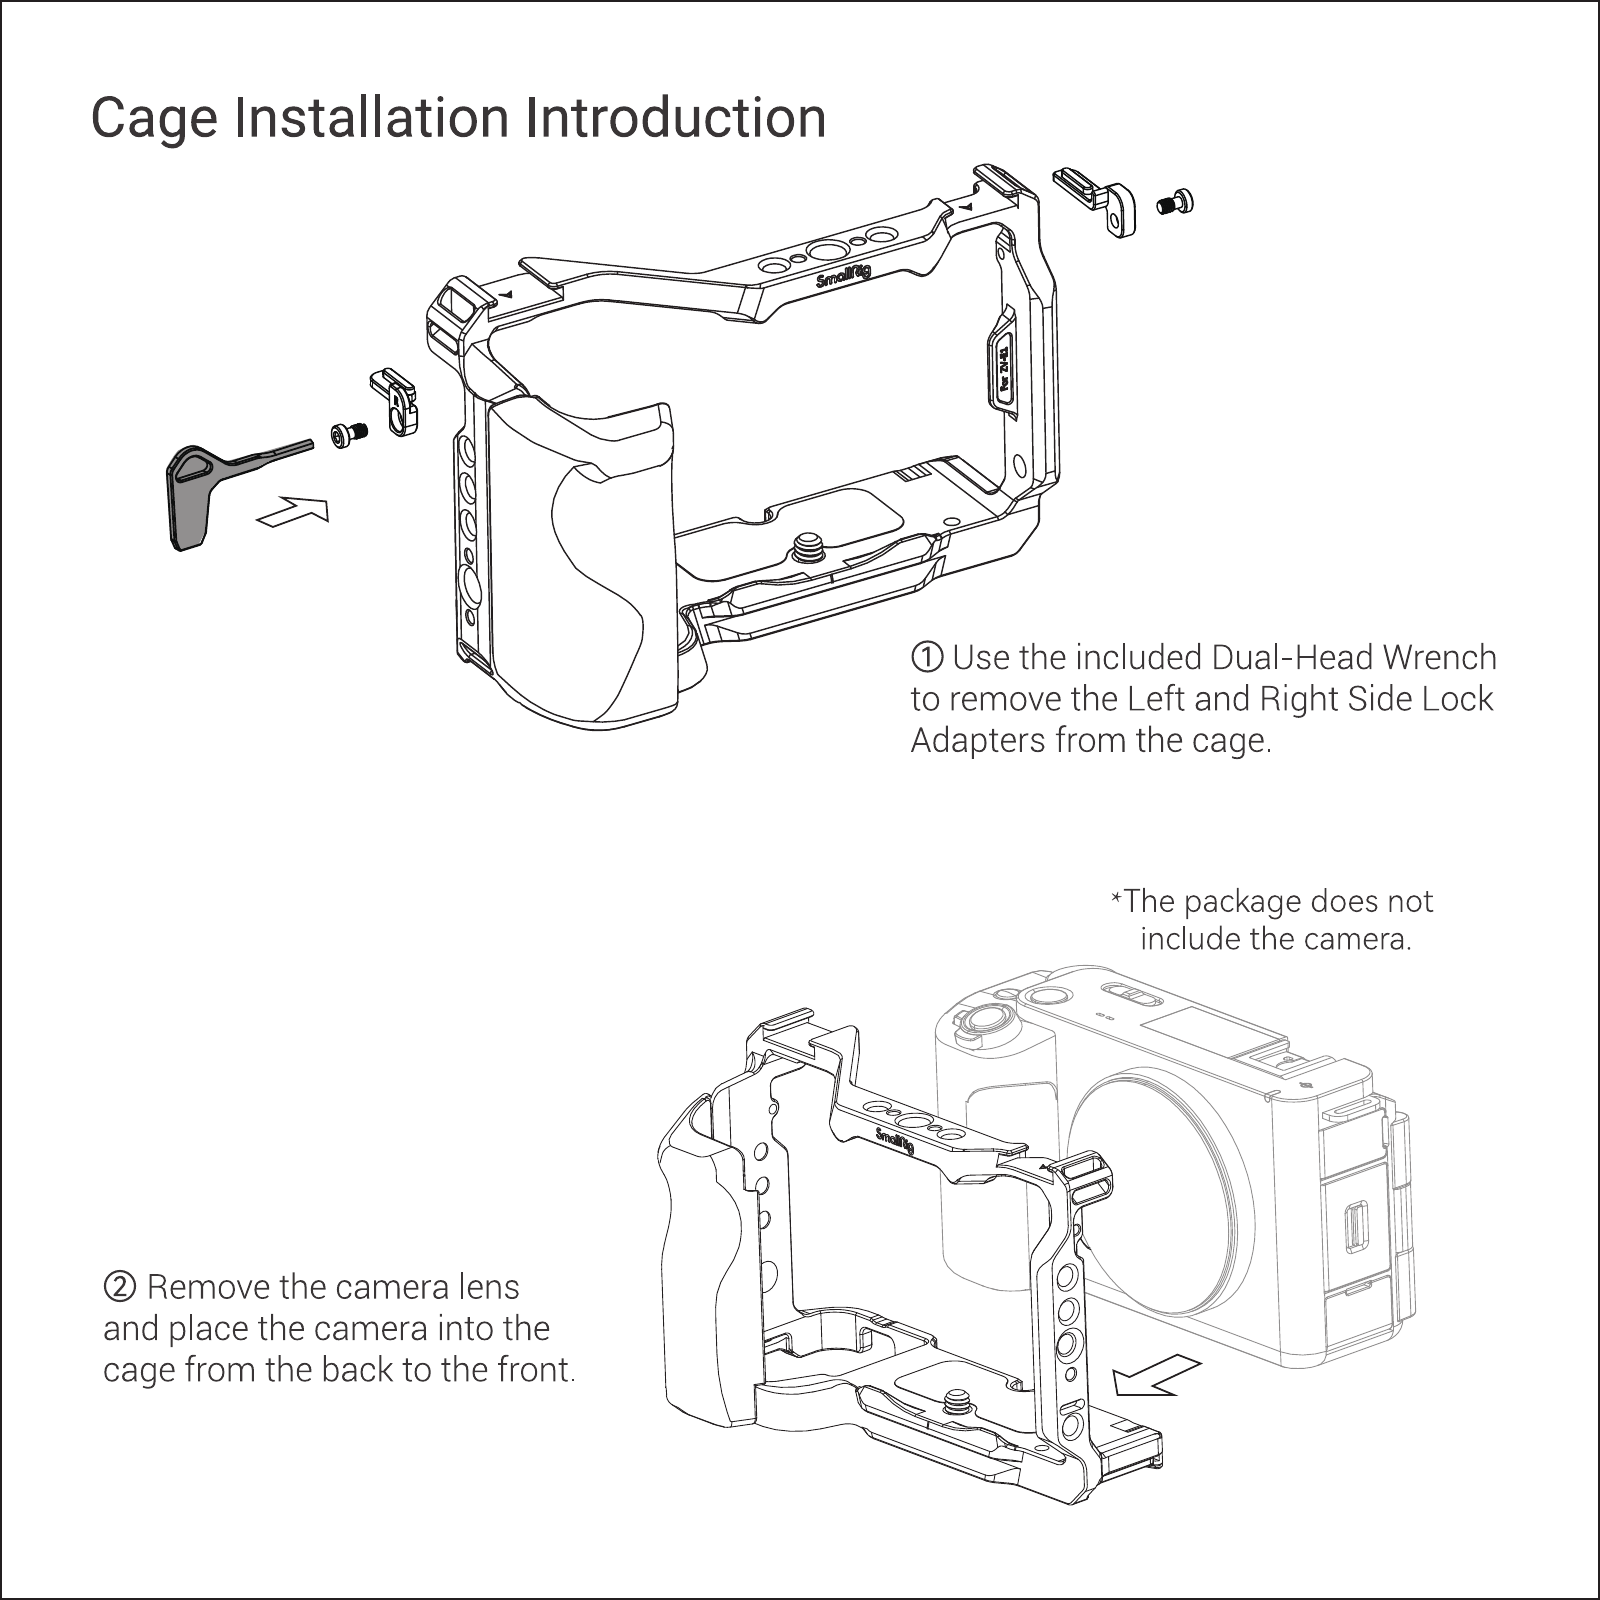 Cage Installation Introduction
SmallRig
For ZV-E1
① Use the included Dual-Head Wrench
to remove the Left and Right Side Lock
Adapters from the cage.
*The package does not
include the camera.
SmallRig
② Remove the camera lens
and place the camera into the
cage from the back to the front.